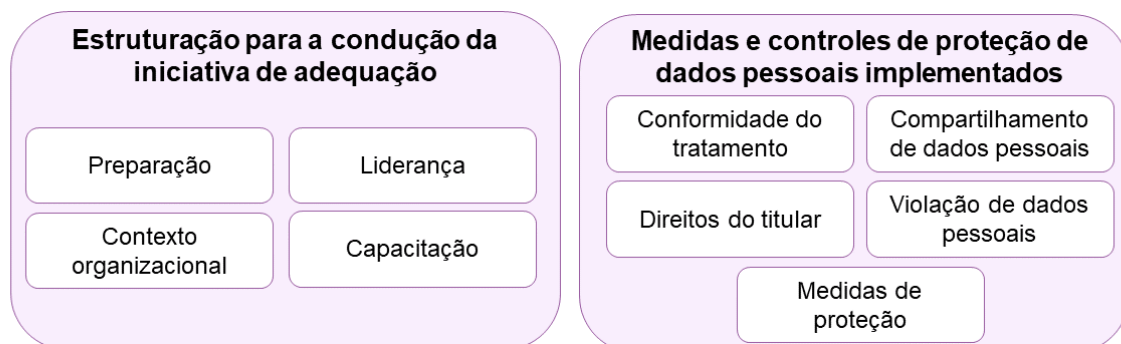 Estruturação para a condução da
iniciativa de adequação
Preparação
Liderança
Contexto
organizacional
Capacitação
Medidas e controles de proteção de
dados pessoais implementados
Conformidade do
tratamento
Compartilhamento
de dados pessoais
Direitos do titular
Violação de dados
pessoais
Medidas de
proteção